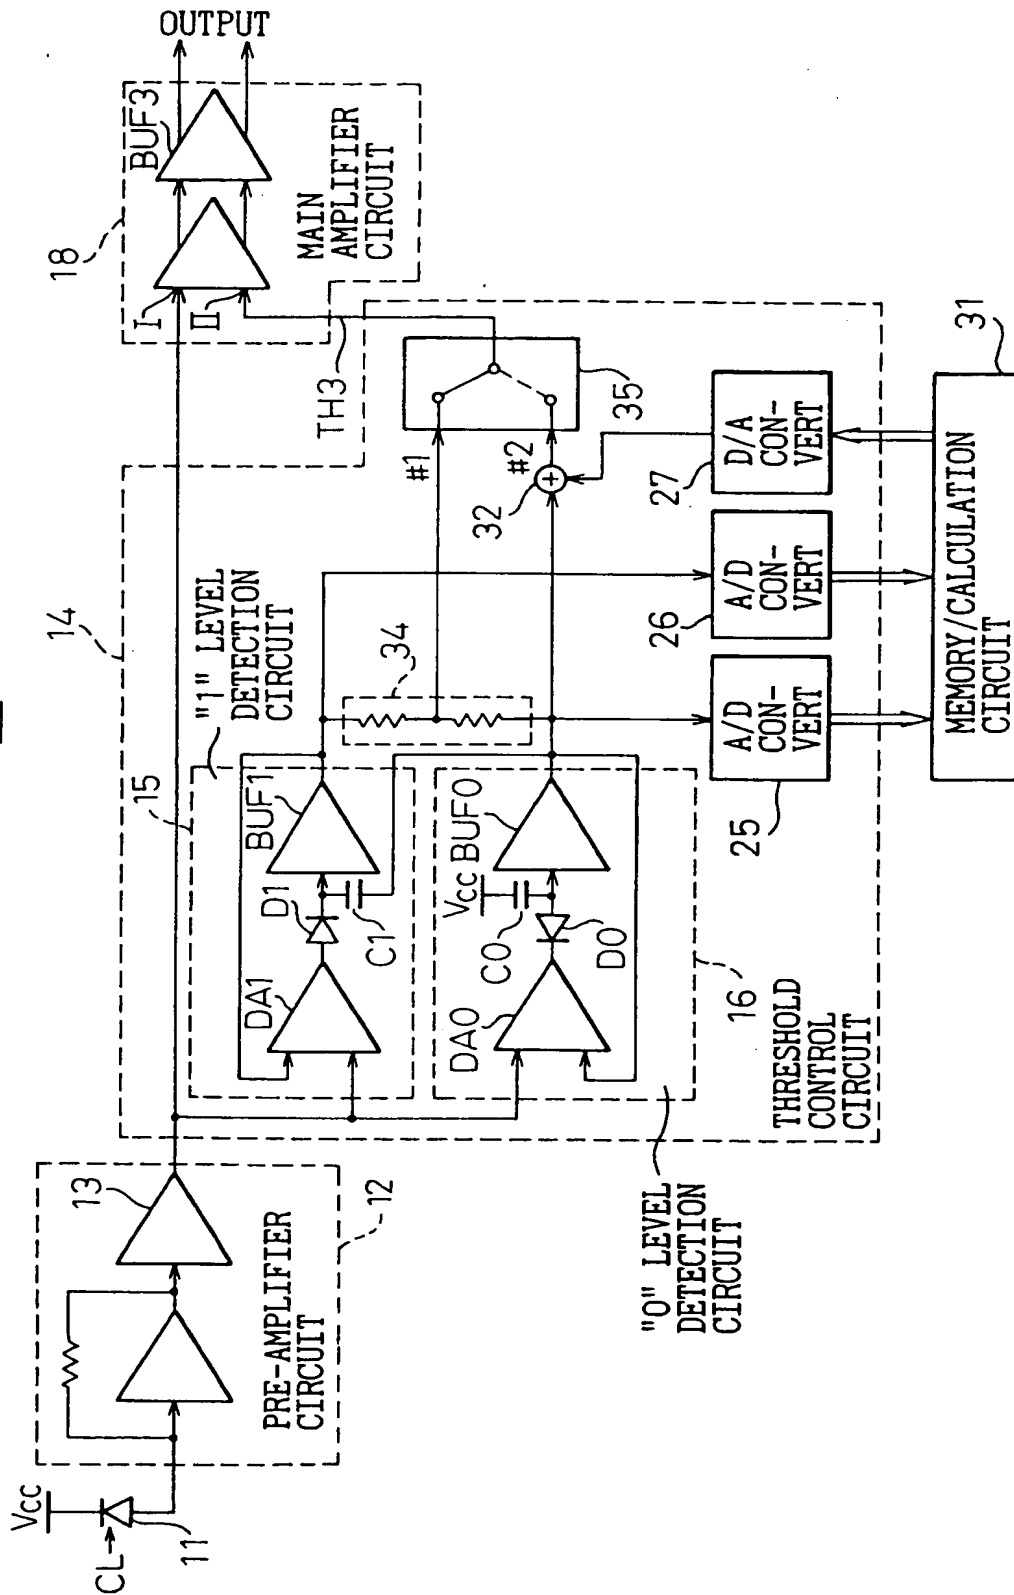 OUTPUT
18
BUF3
I
II
MAIN
AMPLIFIER
CIRCUIT
TH3
14
"1" LEVEL
DETECTION
CIRCUIT
15
34
#1
#2
32
35
BUF1
D1
C1
DA1
Vcc
BUF0
C0
D0
DA0
16
25
A/D
CON-
VERT
26
A/D
CON-
VERT
27
D/A
CON-
VERT
31
MEMORY/CALCULATION
CIRCUIT
THRESHOLD
CONTROL
CIRCUIT
"0" LEVEL
DETECTION
CIRCUIT
13
12
PRE-AMPLIFIER
CIRCUIT
Vcc
CL
11